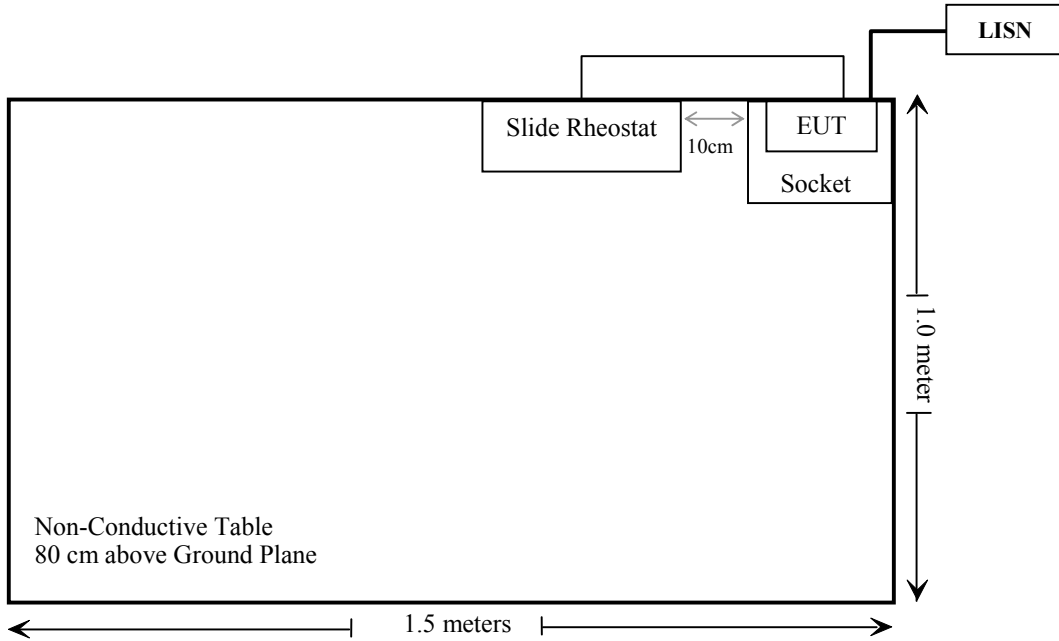 LISN
Slide Rheostat
10cm
EUT
Socket
1.0 meter
Non-Conductive Table
80 cm above Ground Plane
1.5 meters